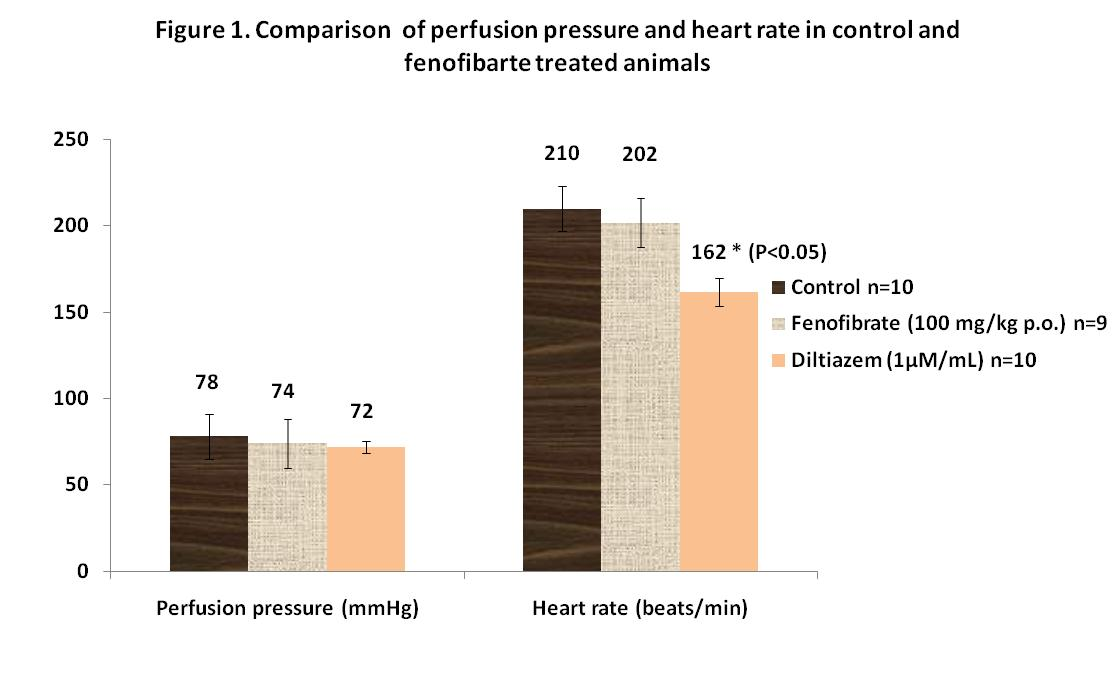 Figure 1. Comparison of perfusion pressure and heart rate in control and
fenofibarte treated animals
250
200
150
100
50
0
78
74
72
210
202
162 * (P<0.05)
Control n=10
Fenofibrate (100 mg/kg p.o.) n=9
Diltiazem (1µM/mL) n=10
Perfusion pressure (mmHg)
Heart rate (beats/min)